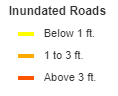 Inundated Roads
Below 1 ft.
1 to 3 ft.
Above 3 ft.